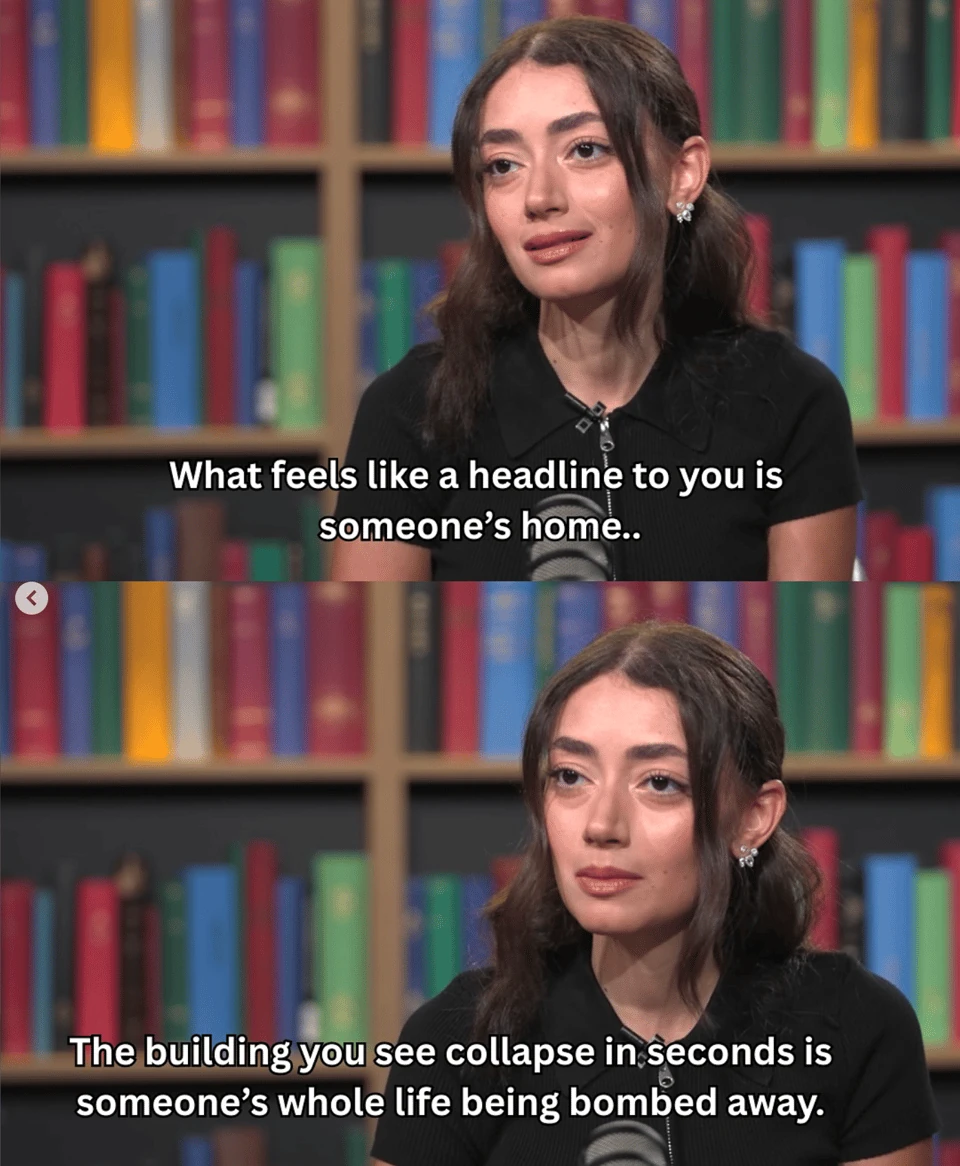 What feels like a headline to you is
someone's home..
The building you see collapse in seconds is
someone's whole life being bombed away.